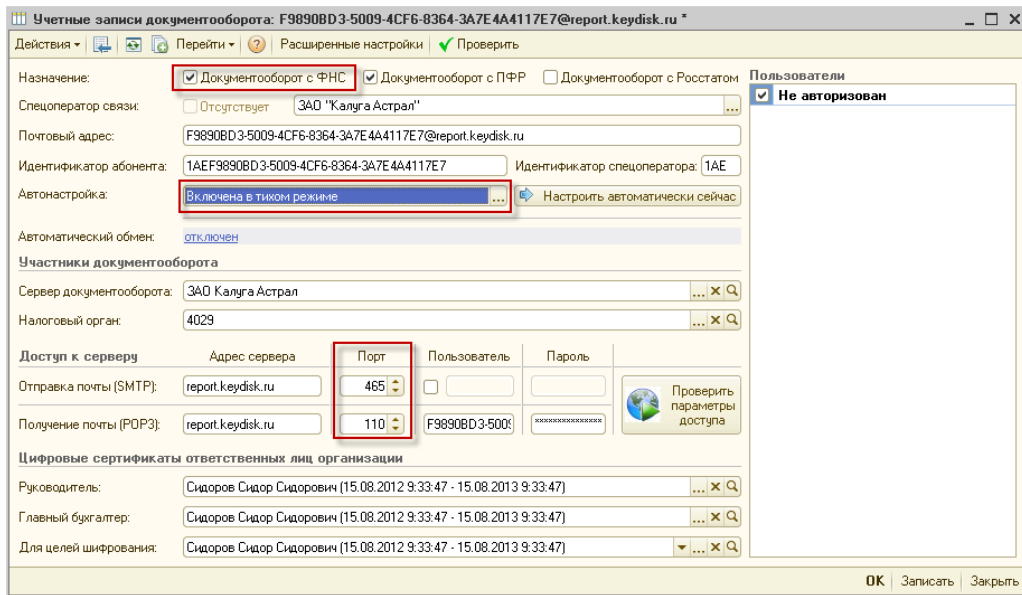 Учетные записи документооборота: F9890BD3-5009-4CF6-8364-3A7E4A4117E7@report.keydisk.ru *
Действия Перейти Расширенные настройки Проверить
Назначение: Документооборот с ФНС Документооборот с ПФР Документооборот с Росстатом
Спецоператор связи: Отсутствует ЗАО "Калуга Астрал" ...
Почтовый адрес: F9890BD3-5009-4CF6-8364-3A7E4A4117E7@report.keydisk.ru
Идентификатор абонента: 1AEF9890BD3-5009-4CF6-8364-3A7E4A4117E7 Идентификатор спецоператора: 1AE
Автонастройка: Включена в тихом режиме ... Настроить автоматически сейчас
Автоматический обмен: отключен
Участники документооборота
Сервер документооборота: ЗАО Калуга Астрал ...
Налоговый орган: 4029 ...
Доступ к серверу Адрес сервера Порт Пользователь Пароль
Отправка почты (SMTP): report.keydisk.ru 465
Получение почты (POP3): report.keydisk.ru 110 F9890BD3-5009
Проверить
параметры
доступа
Цифровые сертификаты ответственных лиц организации
Руководитель: Сидоров Сидор Сидорович (15.08.2012 9:33:47 - 15.08.2013 9:33:47) ...
Главный бухгалтер: Сидоров Сидор Сидорович (15.08.2012 9:33:47 - 15.08.2013 9:33:47) ...
Для целей шифрования: Сидоров Сидор Сидорович (15.08.2012 9:33:47 - 15.08.2013 9:33:47) ...
Пользователи
Не авторизован
OK Записать Закрыть